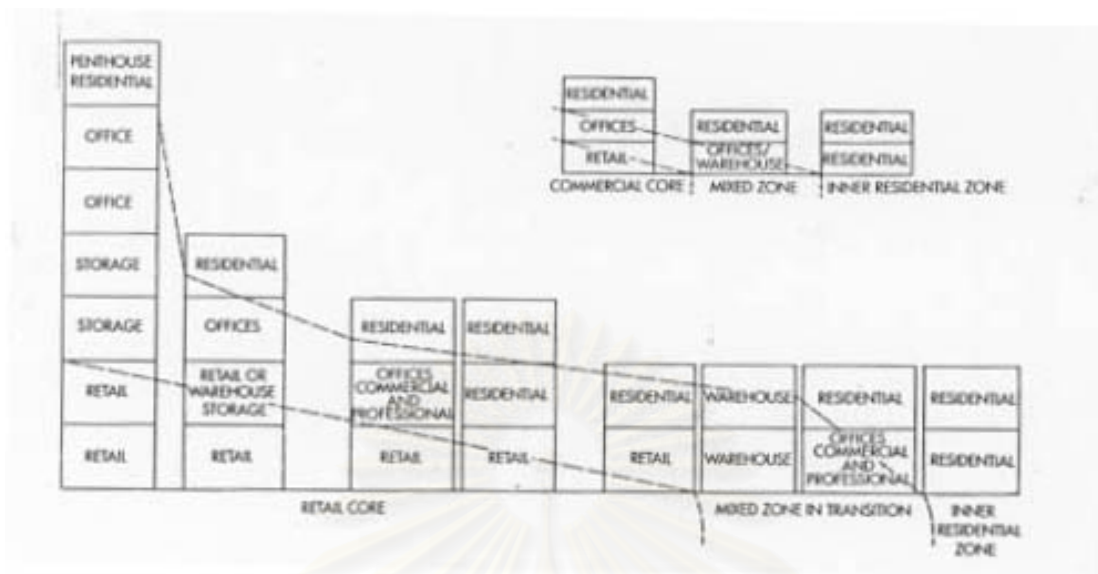 PENTHOUSE
RESIDENTIAL
OFFICE
OFFICE
STORAGE
STORAGE
RETAIL
RETAIL
RESIDENTIAL
OFFICES
RETAIL OR
WAREHOUSE
STORAGE
RETAIL
RESIDENTIAL
OFFICES
COMMERCIAL
AND
PROFESSIONAL
RETAIL
RESIDENTIAL
RESIDENTIAL
RETAIL
RESIDENTIAL
RETAIL
WAREHOUSE
WAREHOUSE
RESIDENTIAL
OFFICES
COMMERCIAL
AND
PROFESSIONAL
RESIDENTIAL
RESIDENTIAL
RETAIL CORE
MIXED ZONE IN TRANSITION
INNER
RESIDENTIAL
ZONE
RESIDENTIAL
OFFICES
RETAIL
COMMERCIAL CORE
RESIDENTIAL
OFFICES/
WAREHOUSE
MIXED ZONE
RESIDENTIAL
RESIDENTIAL
INNER RESIDENTIAL ZONE